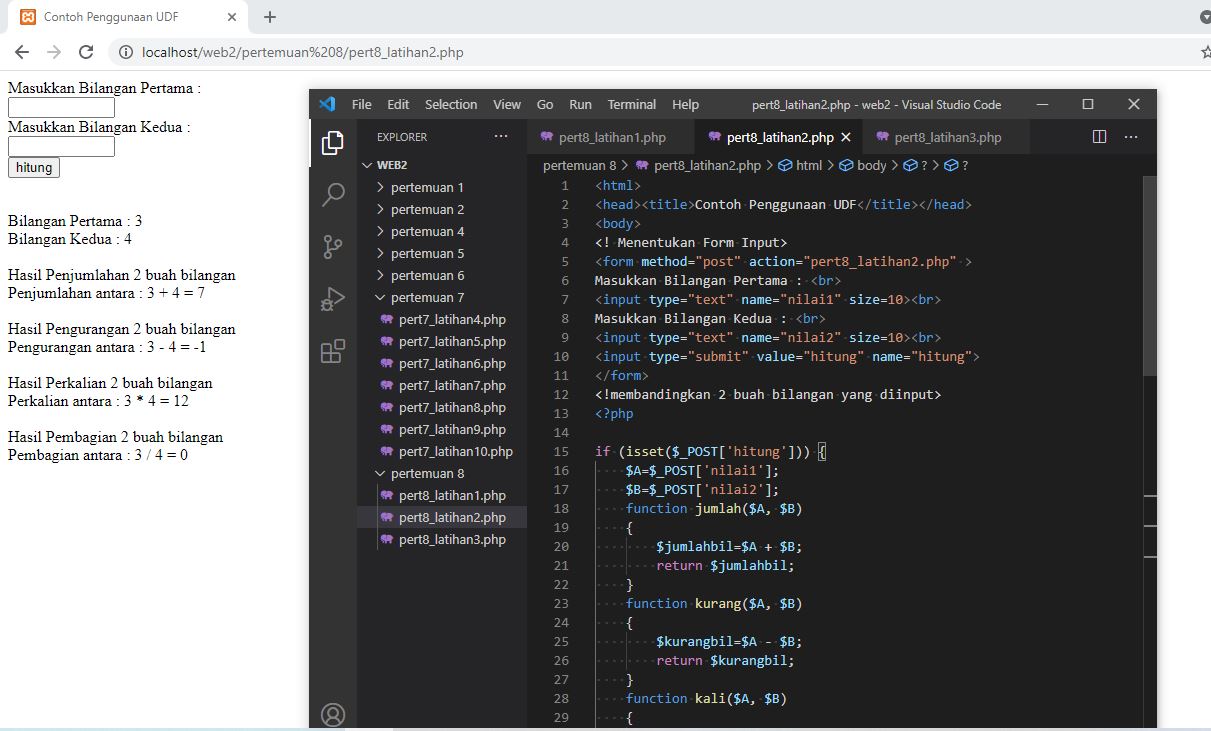 Contoh Penggunaan UDF
localhost/web2/pertemuan%208/pert8_latihan2.php
Masukkan Bilangan Pertama :
Masukkan Bilangan Kedua :
hitung
Bilangan Pertama : 3
Bilangan Kedua : 4
Hasil Penjumlahan 2 buah bilangan
Penjumlahan antara : 3 + 4 = 7
Hasil Pengurangan 2 buah bilangan
Pengurangan antara : 3 - 4 = -1
Hasil Perkalian 2 buah bilangan
Perkalian antara : 3 * 4 = 12
Hasil Pembagian 2 buah bilangan
Pembagian antara : 3 / 4 = 0
File Edit Selection View Go Run Terminal Help pert8_latihan2.php - web2 - Visual Studio Code
EXPLORER
WEB2
pertemuan 1
pertemuan 2
pertemuan 4
pertemuan 5
pertemuan 6
pertemuan 7
pert7_latihan4.php
pert7_latihan5.php
pert7_latihan6.php
pert7_latihan7.php
pert7_latihan8.php
pert7_latihan9.php
pert7_latihan10.php
pertemuan 8
pert8_latihan1.php
pert8_latihan2.php
pert8_latihan3.php
pert8_latihan1.php pert8_latihan2.php pert8_latihan3.php
pertemuan 8 > pert8_latihan2.php > html > body > ? > ?
1 <html>
2 <head><title>Contoh Penggunaan UDF</title></head>
3 <body>
4 <! Menentukan Form Input>
5 <form method="post" action="pert8_latihan2.php" >
6 Masukkan Bilangan Pertama : <br>
7 <input type="text" name="nilai1" size=10><br>
8 Masukkan Bilangan Kedua : <br>
9 <input type="text" name="nilai2" size=10><br>
10 <input type="submit" value="hitung" name="hitung">
11 </form>
12 <!membandingkan 2 buah bilangan yang diinput>
13 <?php
14
15 if (isset($_POST['hitung'])) {
16 $A=$_POST['nilai1'];
17 $B=$_POST['nilai2'];
18 function jumlah($A, $B)
19 {
20 $jumlahbil=$A + $B;
21 return $jumlahbil;
22 }
23 function kurang($A, $B)
24 {
25 $kurangbil=$A - $B;
26 return $kurangbil;
27 }
28 function kali($A, $B)
29 {